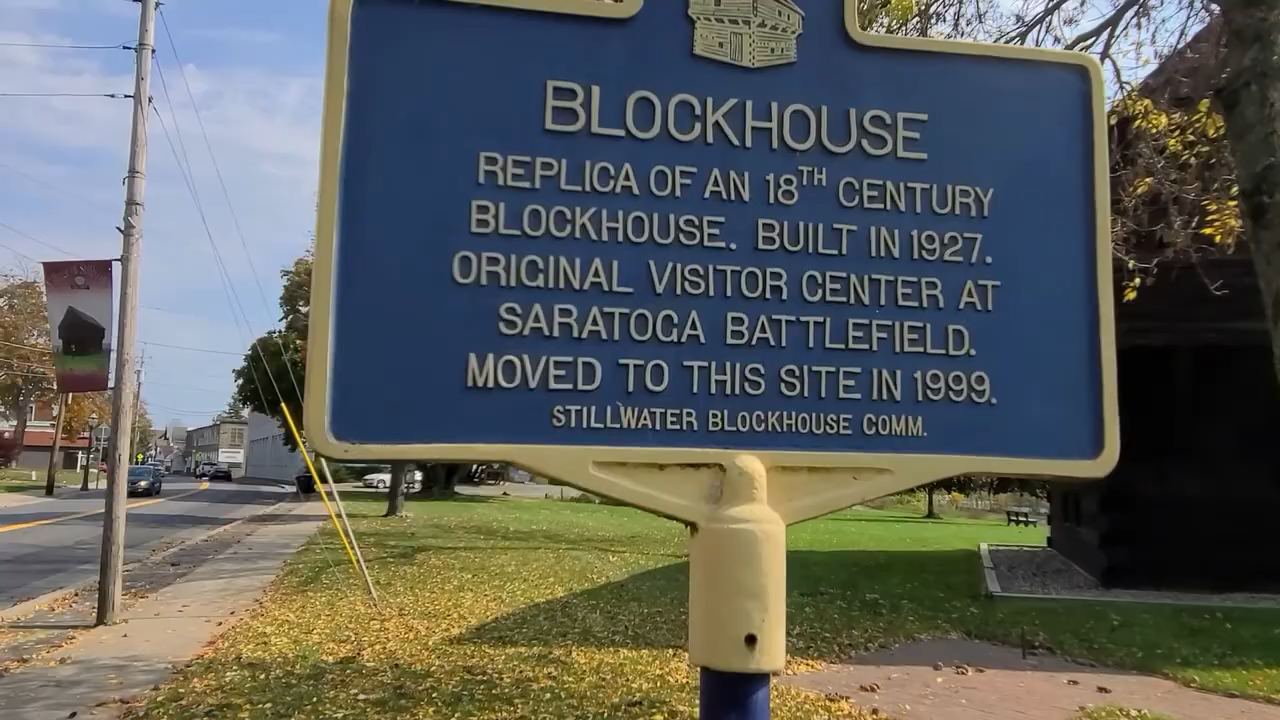 BLOCKHOUSE
REPLICA OF AN 18TH CENTURY
BLOCKHOUSE. BUILT IN 1927.
ORIGINAL VISITOR CENTER AT
SARATOGA BATTLEFIELD.
MOVED TO THIS SITE IN 1999.
STILLWATER BLOCKHOUSE COMM.